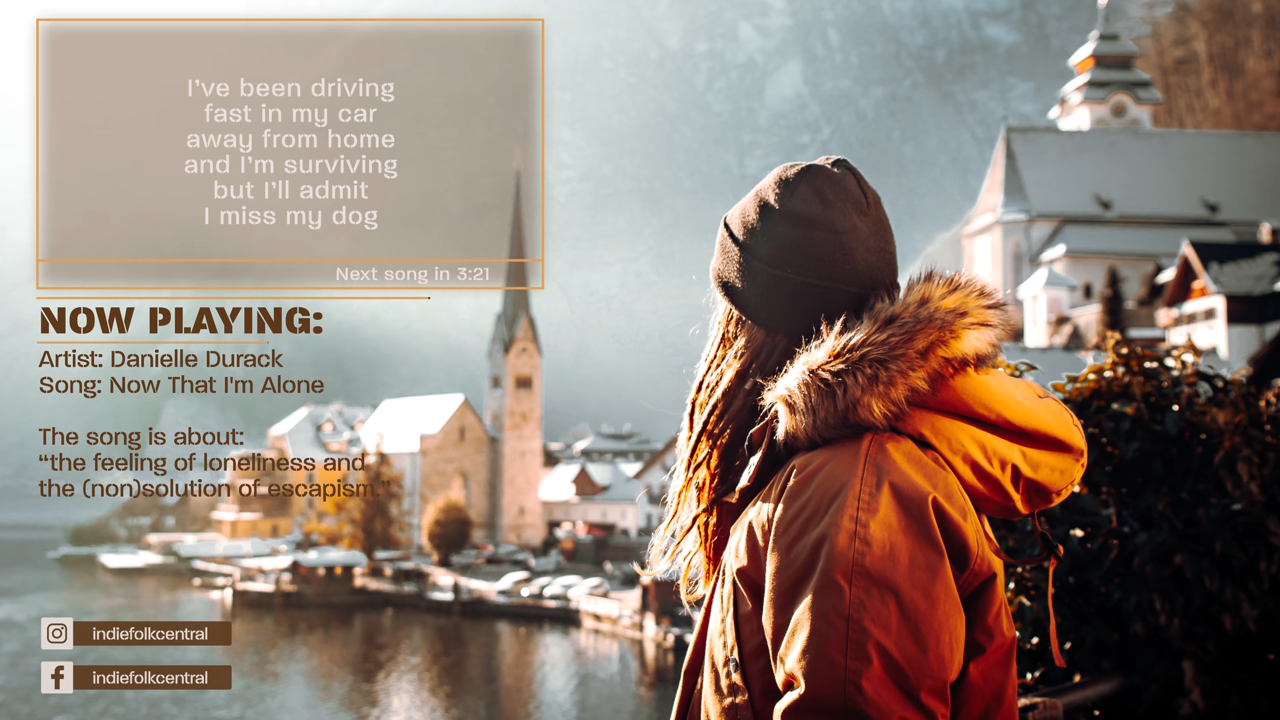 I’ve been driving
fast in my car
away from home
and I’m surviving
but I’ll admit
I miss my dog
Next song in 3:21
NOW PLAYING:
Artist: Danielle Durack
Song: Now That I'm Alone
The song is about:
“the feeling of loneliness and
the (non)solution of escapism.”
indiefolkcentral
indiefolkcentral